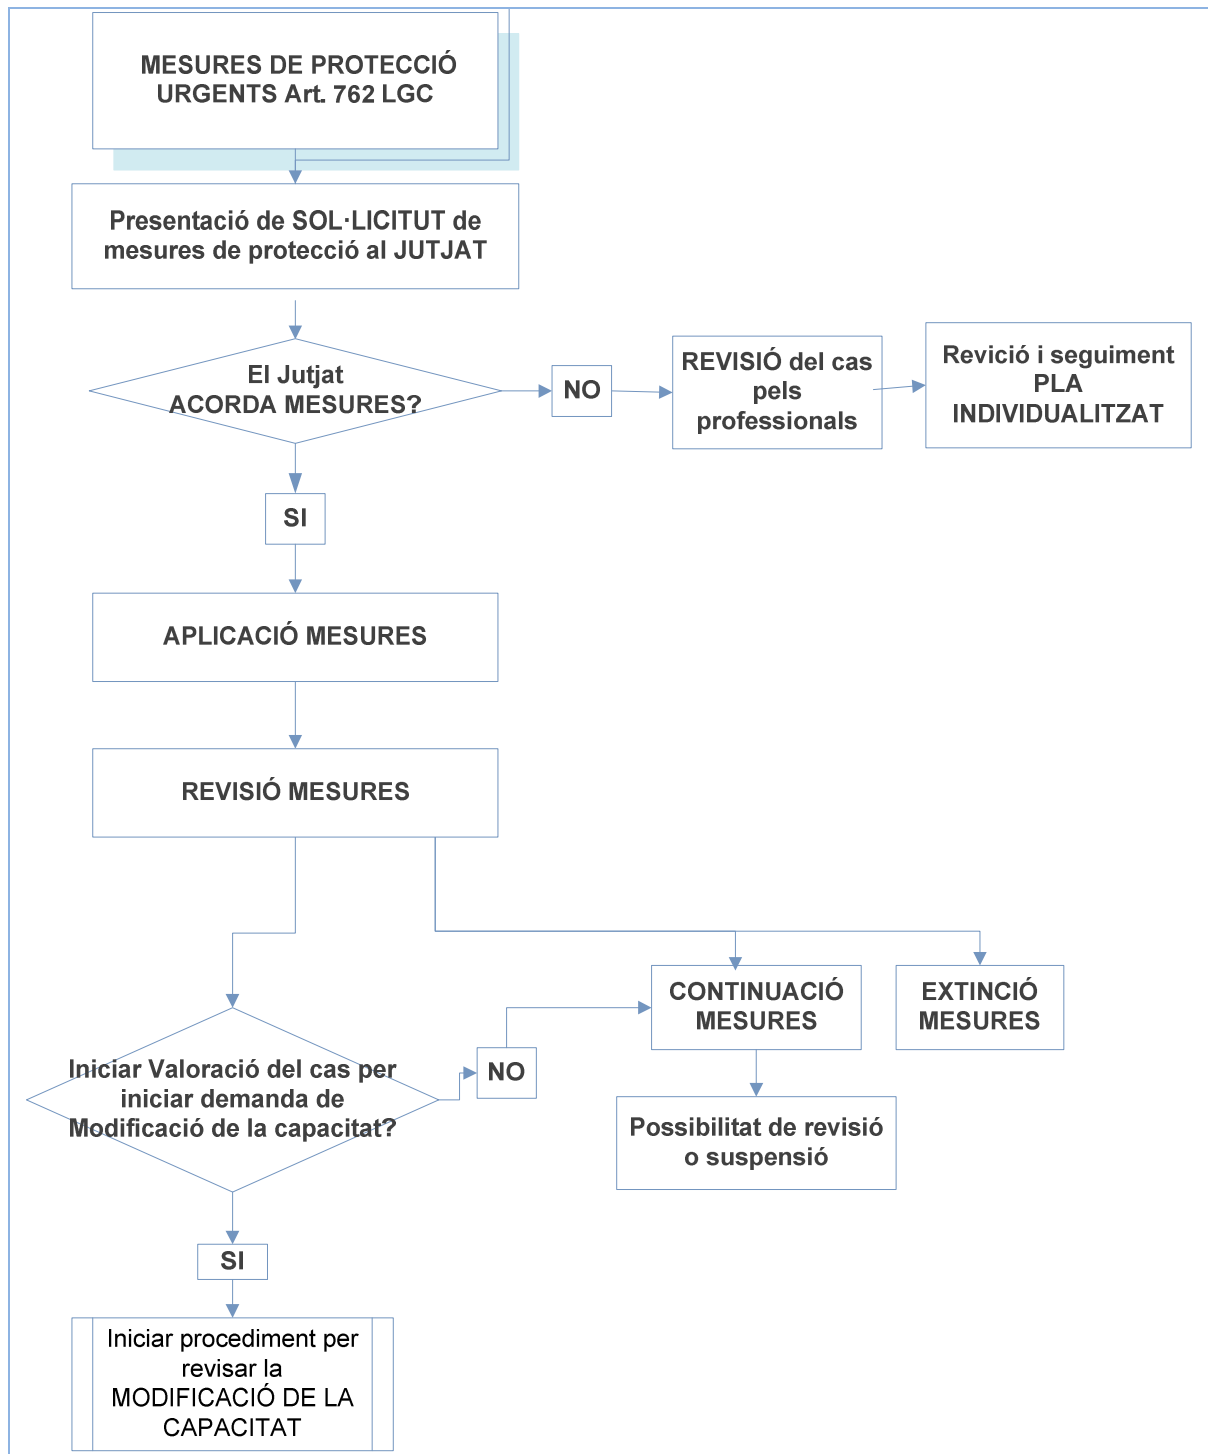 MESURES DE PROTECCIÓ
URGENTS Art. 762 LGC
Presentació de SOL·LICITUT de
mesures de protecció al JUTJAT
El Jutjat
ACORDA MESURES?
NO
REVISIÓ del cas
pels
professionals
Revició i seguiment
PLA
INDIVIDUALITZAT
SI
APLICACIÓ MESURES
REVISIÓ MESURES
CONTINUACIÓ
MESURES
EXTINCIÓ
MESURES
Iniciar Valoració del cas per
iniciar demanda de
Modificació de la capacitat?
NO
Possibilitat de revisió
o suspensió
SI
Iniciar procediment per
revisar la
MODIFICACIÓ DE LA
CAPACITAT